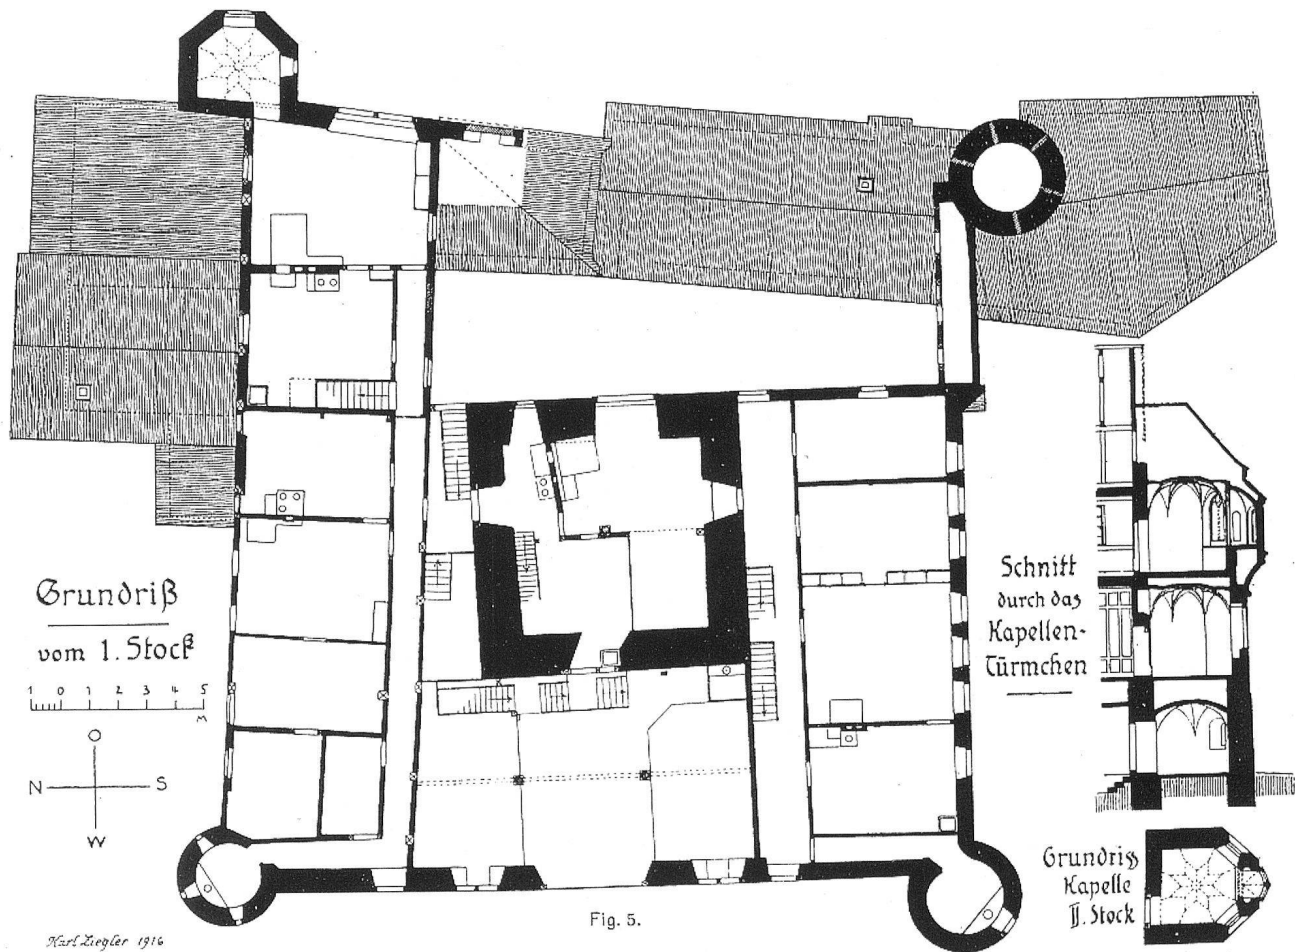 Grundriß
vom 1. Stock
1 0 1 2 3 4 5
M
O
N S
W
Schnitt
durch das
Kapellen-
Türmchen
Grundriß
Kapelle
II. Stock
Fig. 5.
Karl Ziegler 1916